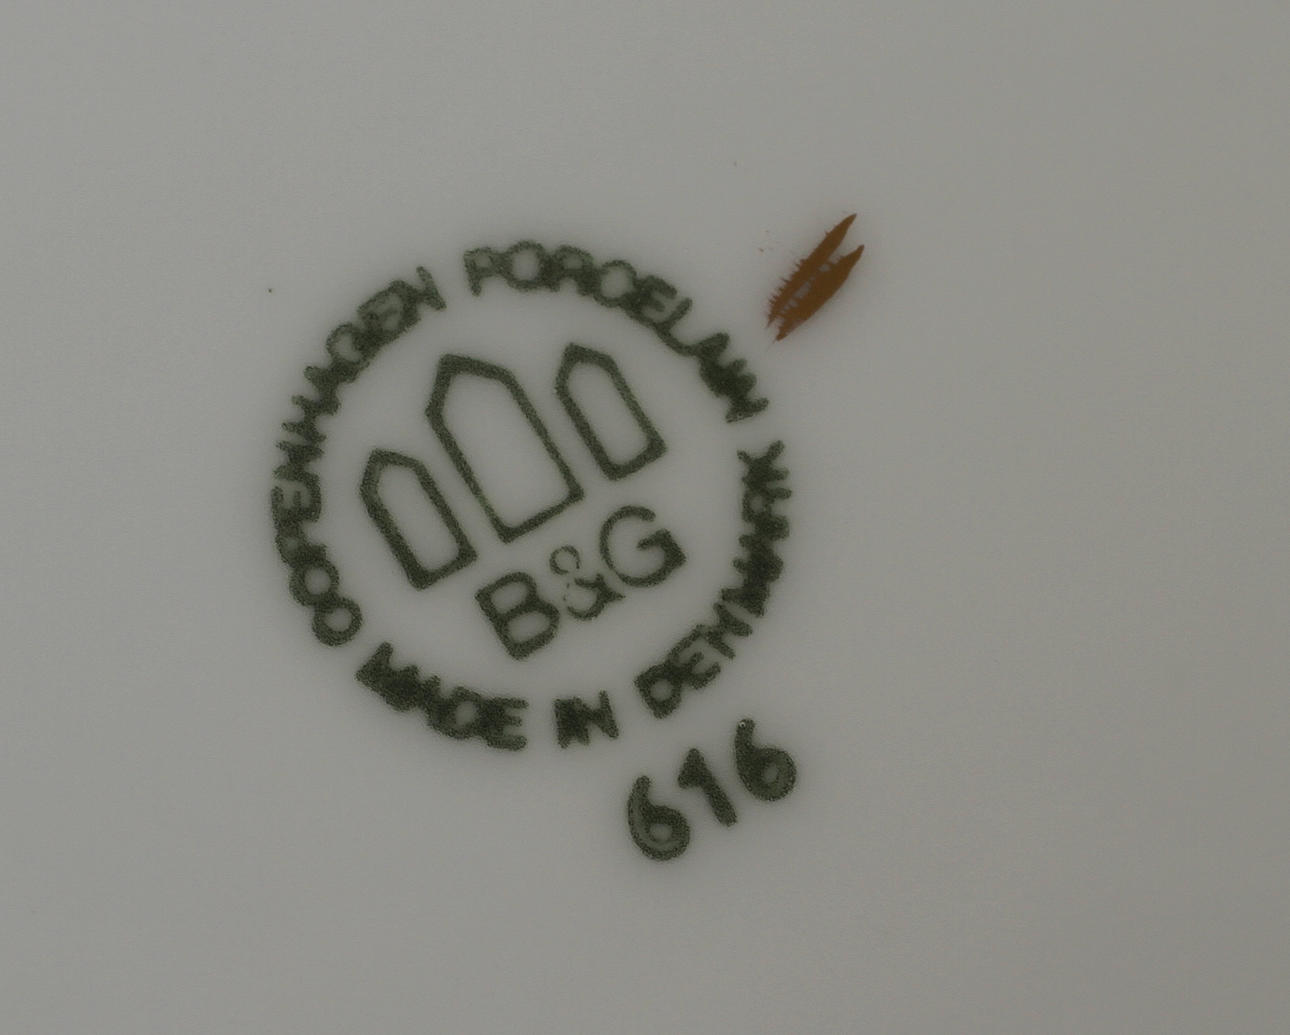 COPENHAGEN PORCELAIN
MADE IN DENMARK
B&G
616